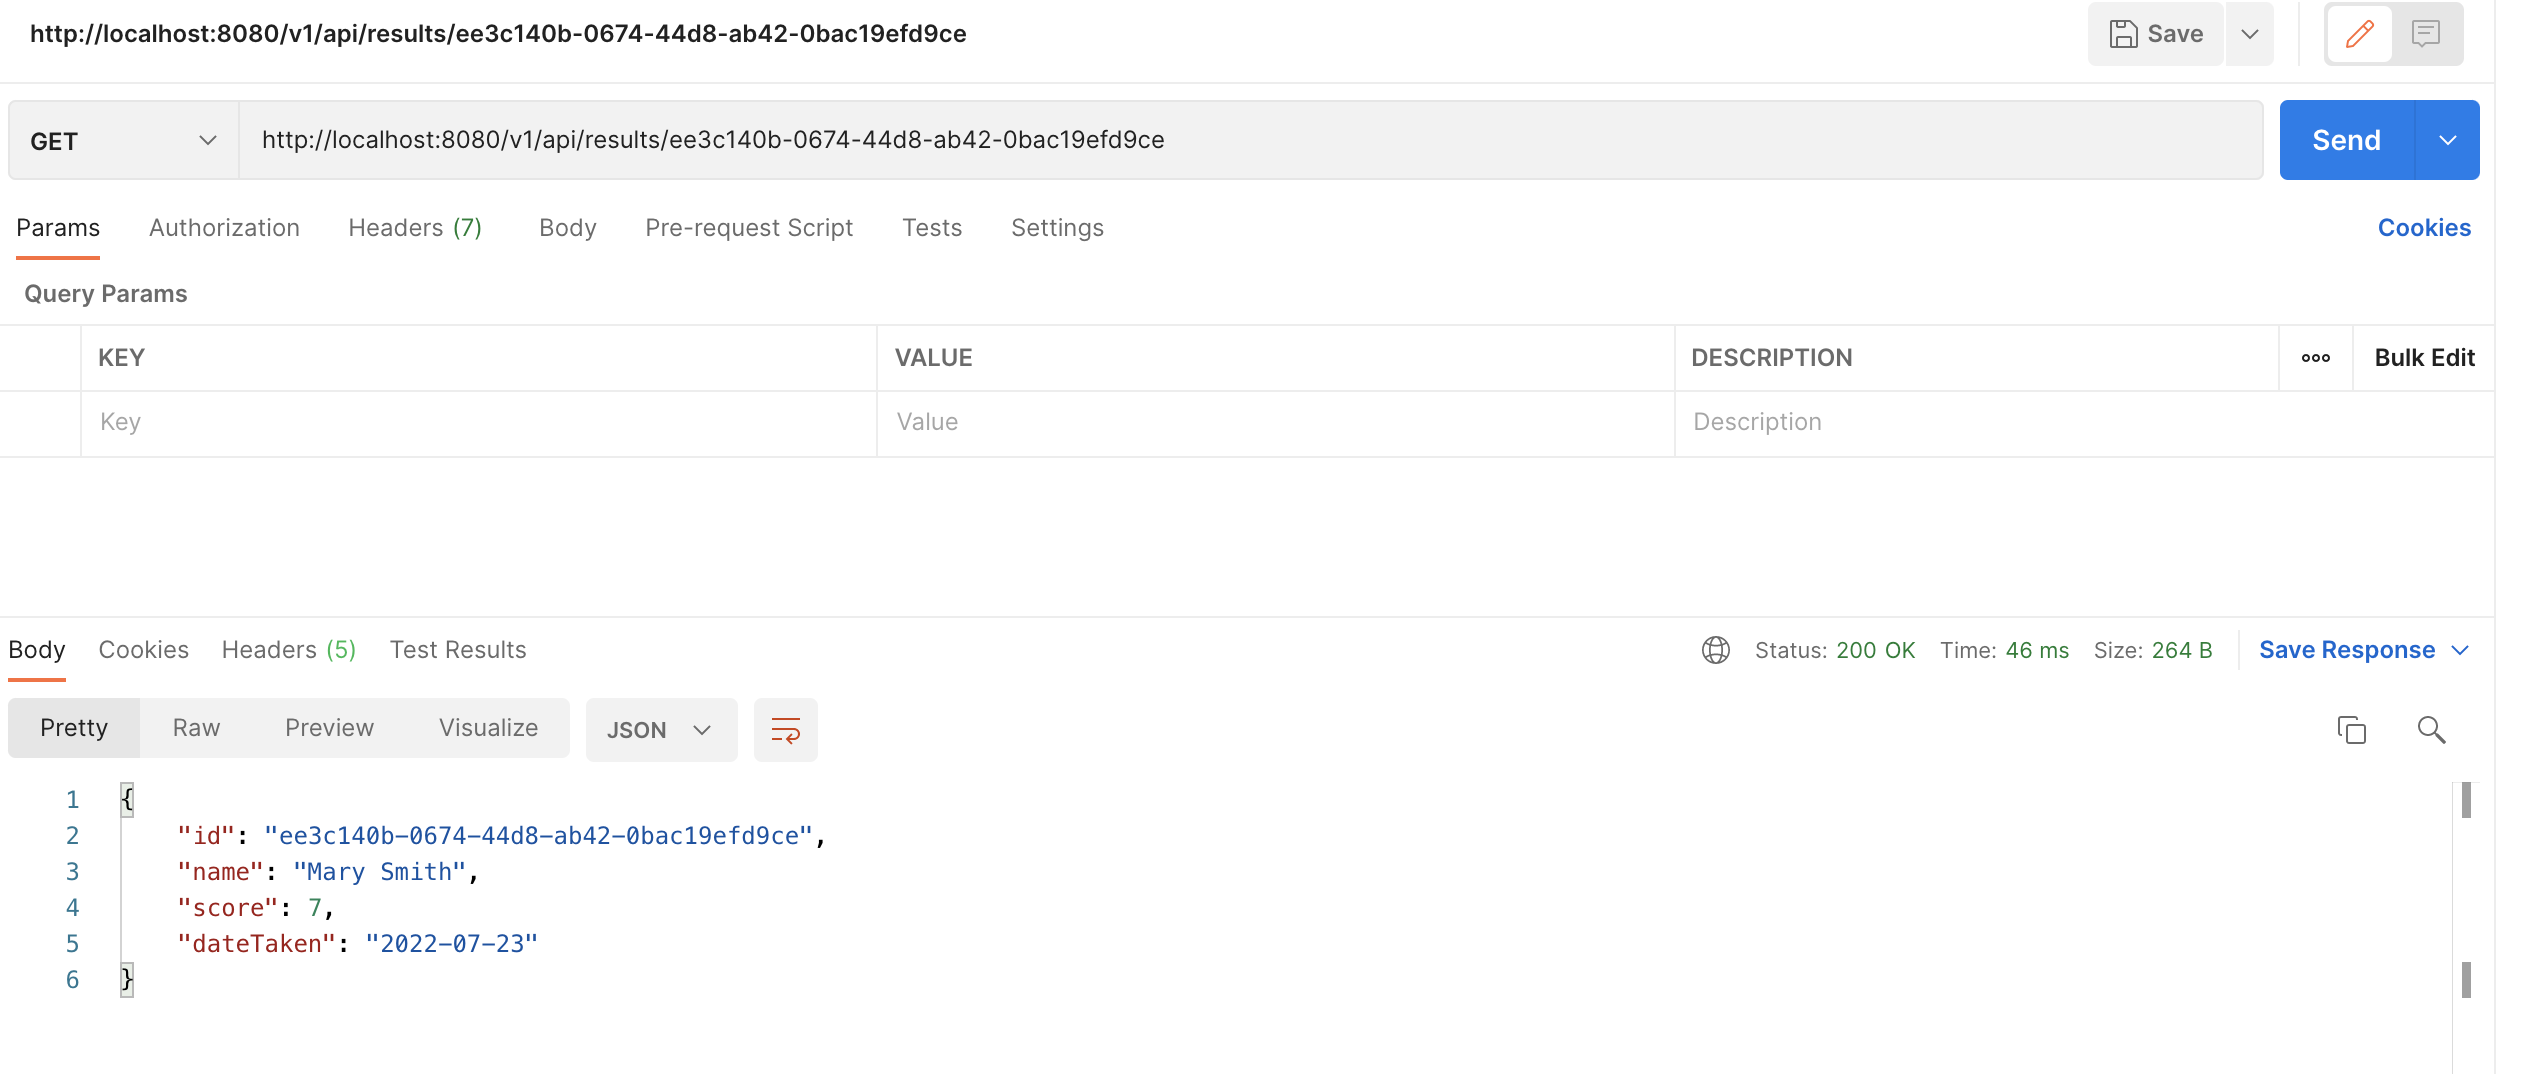 http://localhost:8080/v1/api/results/ee3c140b-0674-44d8-ab42-0bac19efd9ce Save
GET http://localhost:8080/v1/api/results/ee3c140b-0674-44d8-ab42-0bac19efd9ce Send
Params Authorization Headers (7) Body Pre-request Script Tests Settings Cookies
Query Params
KEY VALUE DESCRIPTION Bulk Edit
Key Value Description
Body Cookies Headers (5) Test Results Status: 200 OK Time: 46 ms Size: 264 B Save Response
Pretty Raw Preview Visualize JSON
1 {
2 "id": "ee3c140b-0674-44d8-ab42-0bac19efd9ce",
3 "name": "Mary Smith",
4 "score": 7,
5 "dateTaken": "2022-07-23"
6 }